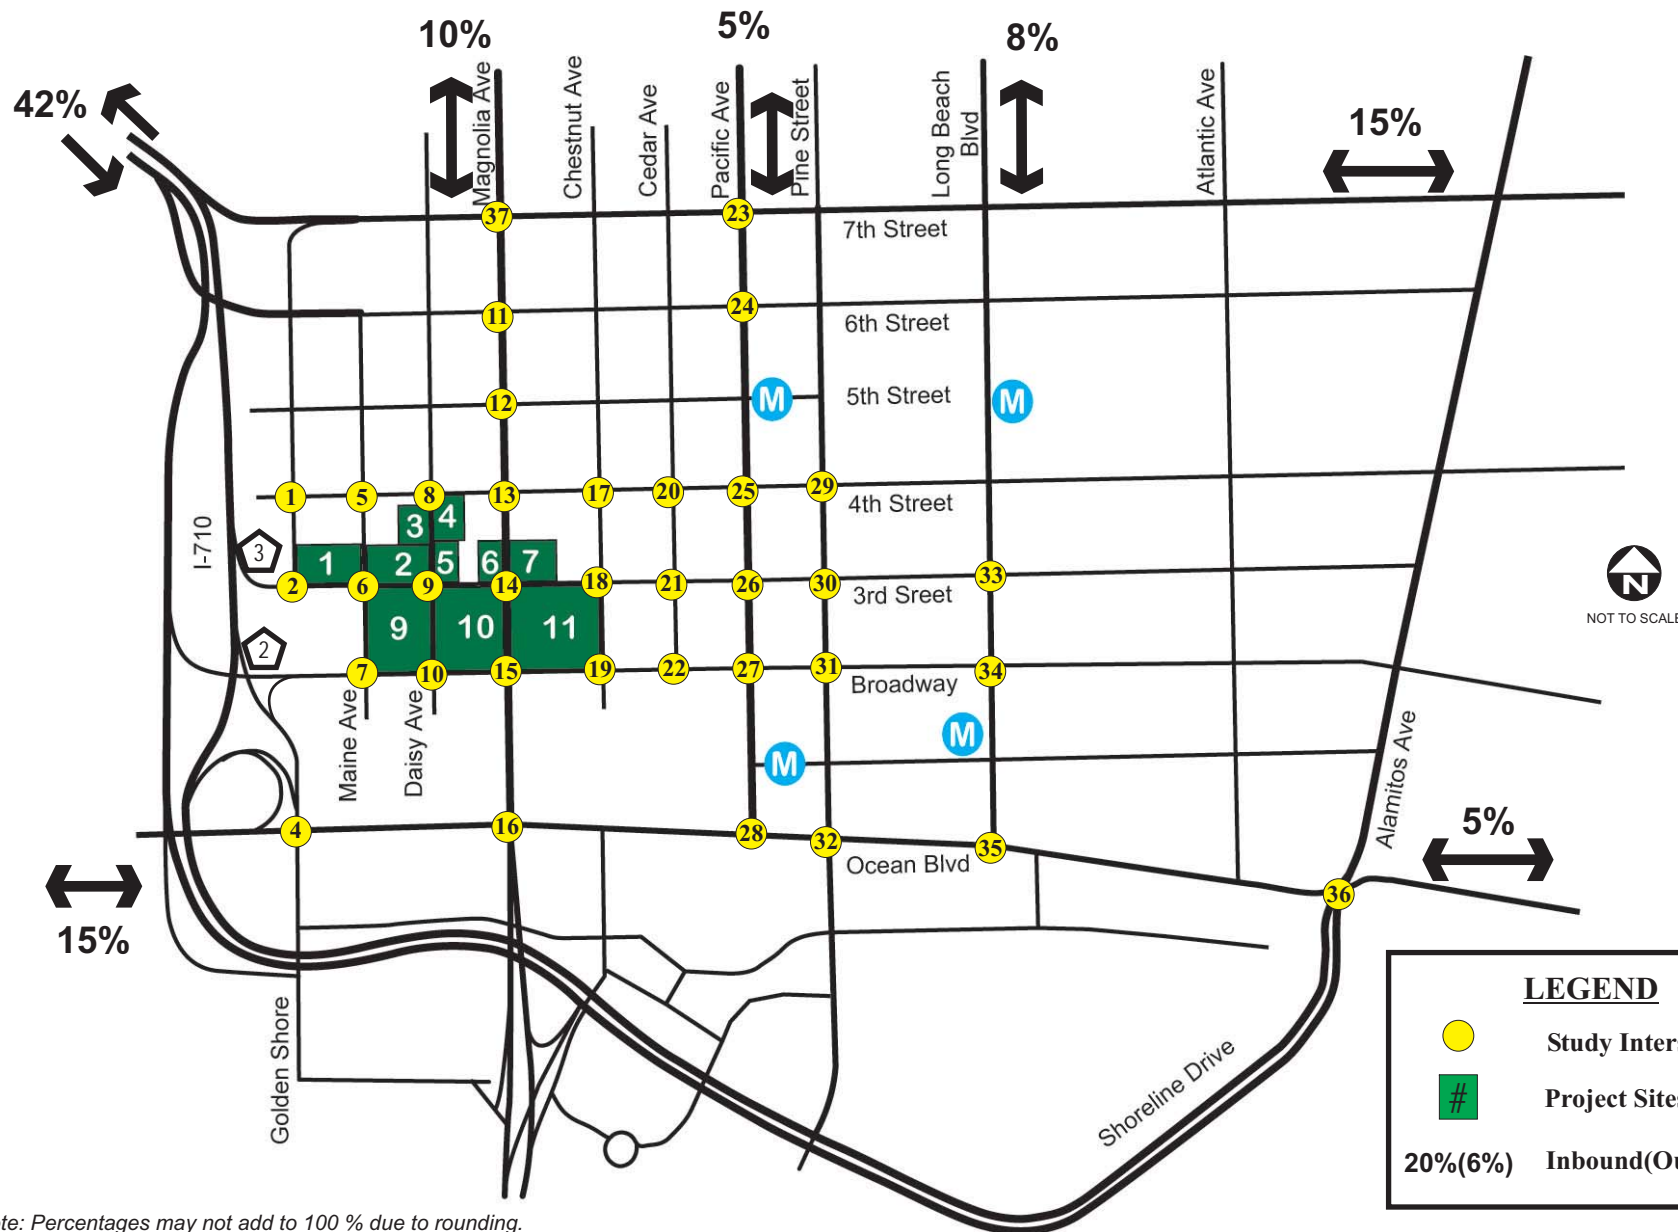 10%
5%
8%
42%
15%
Magnolia Ave
Chestnut Ave
Cedar Ave
Pacific Ave
Pine Street
Long Beach
Blvd
Atlantic Ave
37
23
7th Street
11
24
6th Street
12
M
5th Street
M
1
5
8
13
17
20
25
29
4th Street
3
4
I-710
3
1
2
5
6
7
2
6
9
14
18
21
26
30
33
3rd Sreet
N
NOT TO SCALE
9
10
11
2
7
10
15
19
22
27
31
34
Broadway
Maine Ave
Daisy Ave
M
M
Alamitos Ave
4
16
28
32
35
Ocean Blvd
5%
36
15%
Golden Shore
Shoreline Drive
LEGEND
Study Inter
# Project Sites
20%(6%) Inbound(Ou
te: Percentages may not add to 100 % due to rounding.